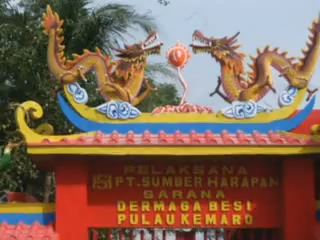 PELAKSANA
PT.SUMBER HARAPAN
SARANA
DERMAGA BESI
PULAU KEMARO